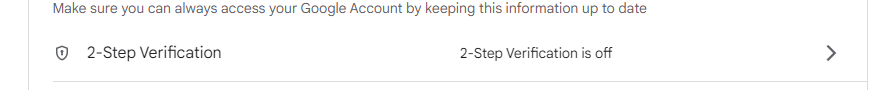 Make sure you can always access your Google Account by keeping this information up to date
2-Step Verification 2-Step Verification is off